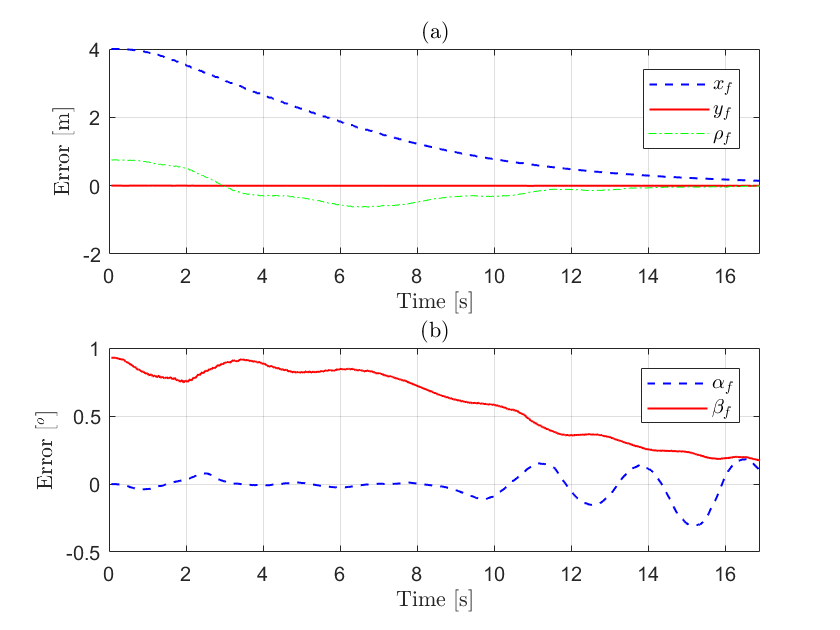 (a)
Error [m]
4
2
0
-2
x_f
y_f
ρ_f
0 2 4 6 8 10 12 14 16
Time [s]
(b)
Error [°]
1
0.5
0
-0.5
α_f
β_f
0 2 4 6 8 10 12 14 16
Time [s]